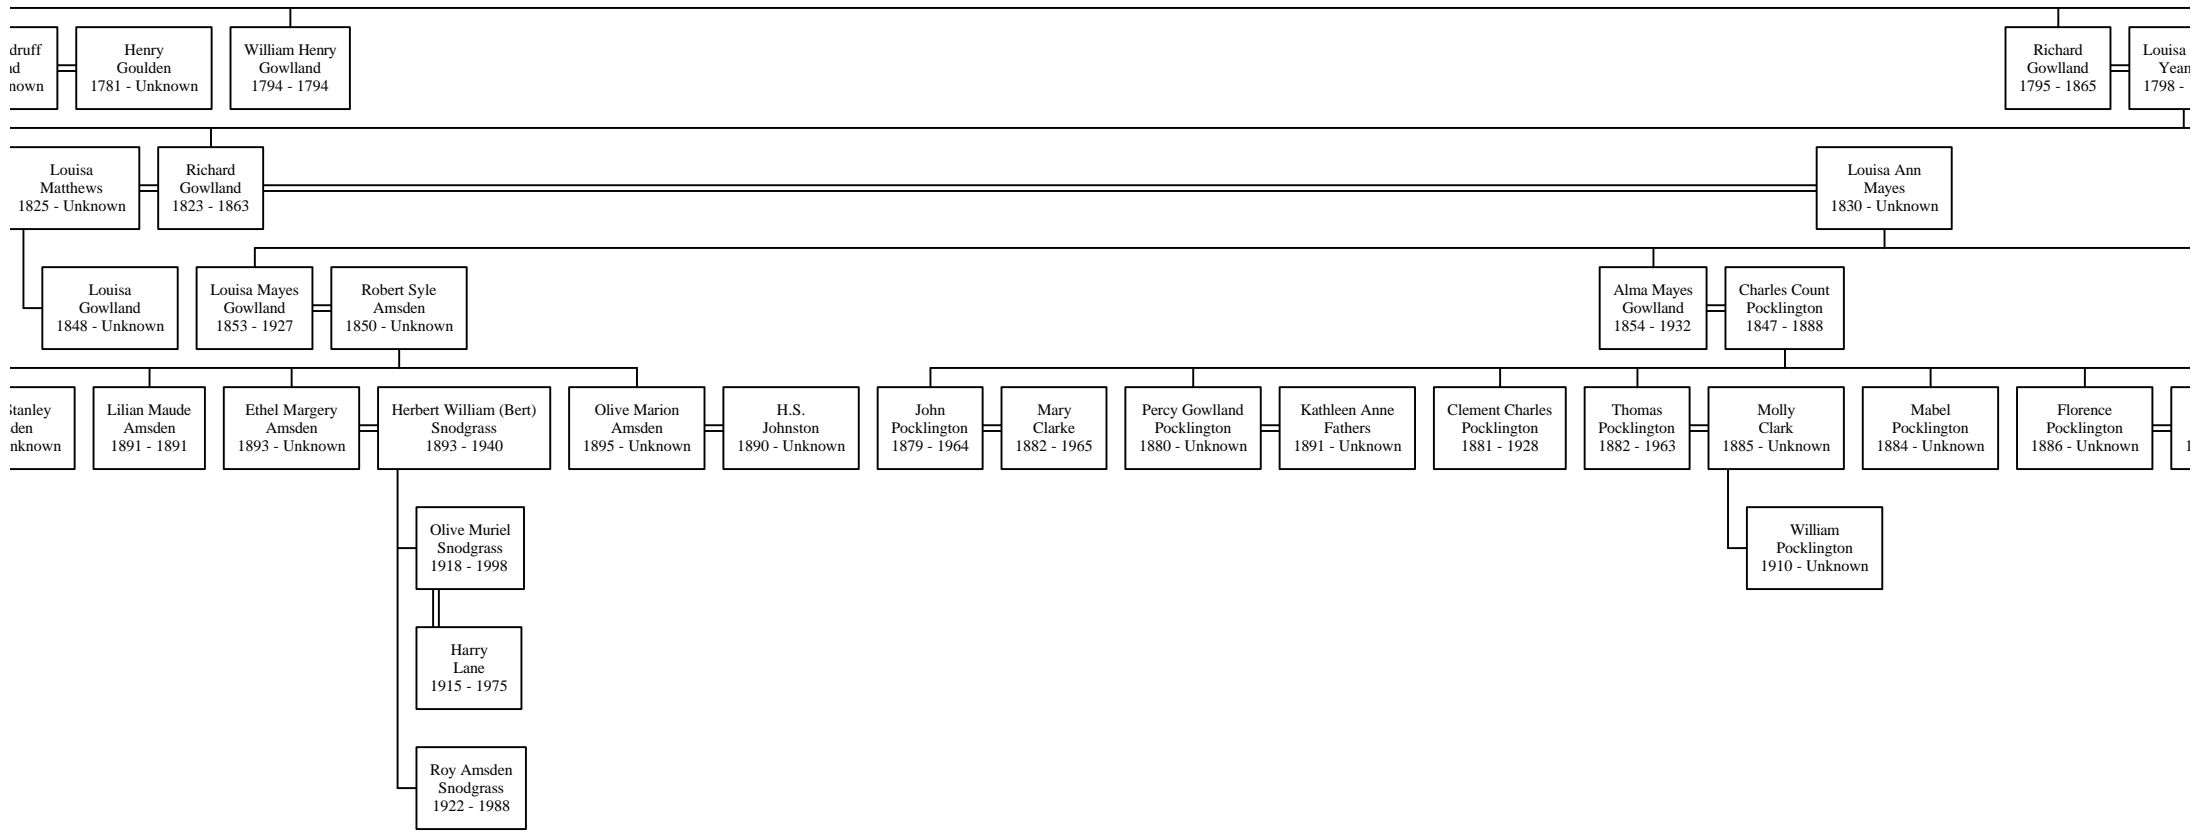 Henry
Goulden
1781 - Unknown
William Henry
Gowlland
1794 - 1794
Richard
Gowlland
1795 - 1865
Louisa
1798 -
Louisa
Matthews
1825 - Unknown
Richard
Gowlland
1823 - 1863
Louisa Ann
Mayes
1830 - Unknown
Louisa
Gowlland
1848 - Unknown
Louisa Mayes
Gowlland
1853 - 1927
Robert Syle
Amsden
1850 - Unknown
Alma Mayes
Gowlland
1854 - 1932
Charles Count
Pocklington
1847 - 1888
Stanley
Lilian Maude
Amsden
1891 - 1891
Ethel Margery
Amsden
1893 - Unknown
Herbert William (Bert)
Snodgrass
1893 - 1940
Olive Marion
Amsden
1895 - Unknown
H.S.
Johnston
1890 - Unknown
John
Pocklington
1879 - 1964
Mary
Clarke
1882 - 1965
Percy Gowlland
Pocklington
1880 - Unknown
Kathleen Anne
Fathers
1891 - Unknown
Clement Charles
Pocklington
1881 - 1928
Thomas
Pocklington
1882 - 1963
Molly
Clark
1885 - Unknown
Mabel
Pocklington
1884 - Unknown
Florence
Pocklington
1886 - Unknown
Olive Muriel
Snodgrass
1918 - 1998
William
Pocklington
1910 - Unknown
Harry
Lane
1915 - 1975
Roy Amsden
Snodgrass
1922 - 1988